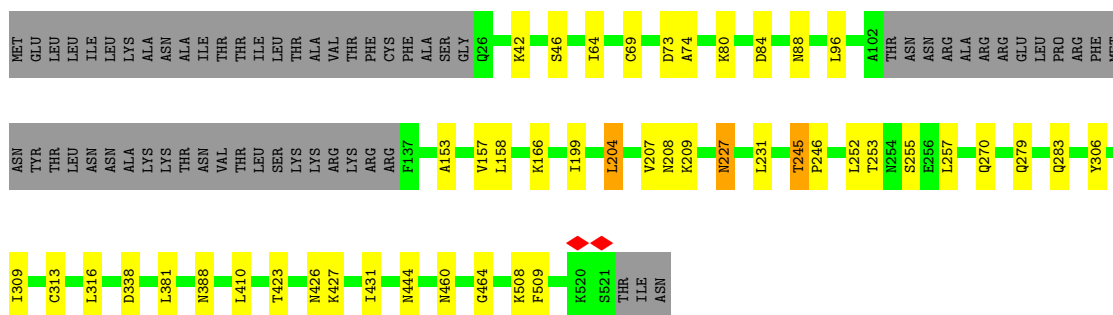 MET GLU LEU LEU ILE LEU LYS ALA ASN ALA ILE THR THR ILE LEU THR ALA VAL THR PHE CYS PHE ALA SER GLY Q26 K42 S46 I64 C69 D73 A74 K80 D84 N88 L96 A102 THR ASN ASN ARG ALA ARG ARG GLU LEU PRO ARG PHE MET
ASN TYR THR LEU ASN ASN ALA LYS LYS THR ASN VAL THR LEU SER LYS LYS ARG LYS ARG ARG F137 A153 V157 L158 K166 I199 L204 V207 N208 K209 N227 L231 T245 P246 L252 T253 N254 S255 E256 L257 Q270 Q279 Q283 Y306
I309 C313 L316 D338 L381 N388 L410 T423 N426 K427 I431 N444 N460 G464 K508 F509 K520 S521 THR ILE ASN